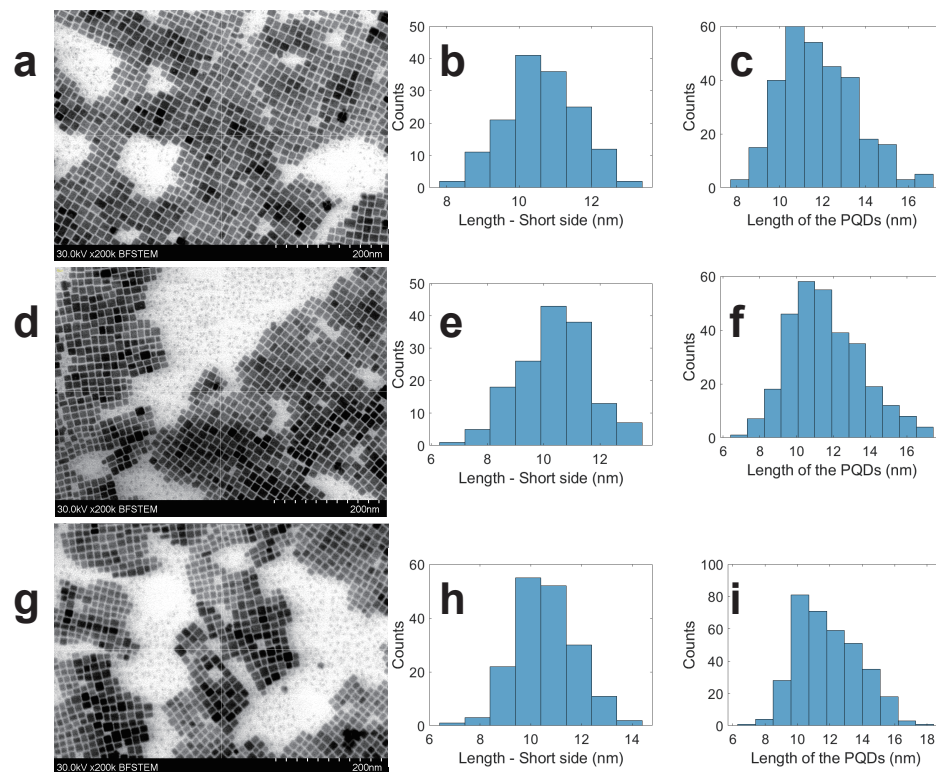 a
30.0kV x200k BFSTEM
200nm
b
50
40
30
20
10
0
Counts
8
10
12
Length - Short side (nm)
c
60
40
20
0
Counts
8
10
12
14
16
Length of the PQDs (nm)
d
30.0kV x200k BFSTEM
200nm
e
50
40
30
20
10
0
Counts
6
8
10
12
Length - Short side (nm)
f
60
40
20
0
Counts
6
8
10
12
14
16
Length of the PQDs (nm)
g
30.0kV x200k BFSTEM
200nm
h
60
40
20
0
Counts
6
8
10
12
14
Length - Short side (nm)
i
100
80
60
40
20
0
Counts
6
8
10
12
14
16
18
Length of the PQDs (nm)